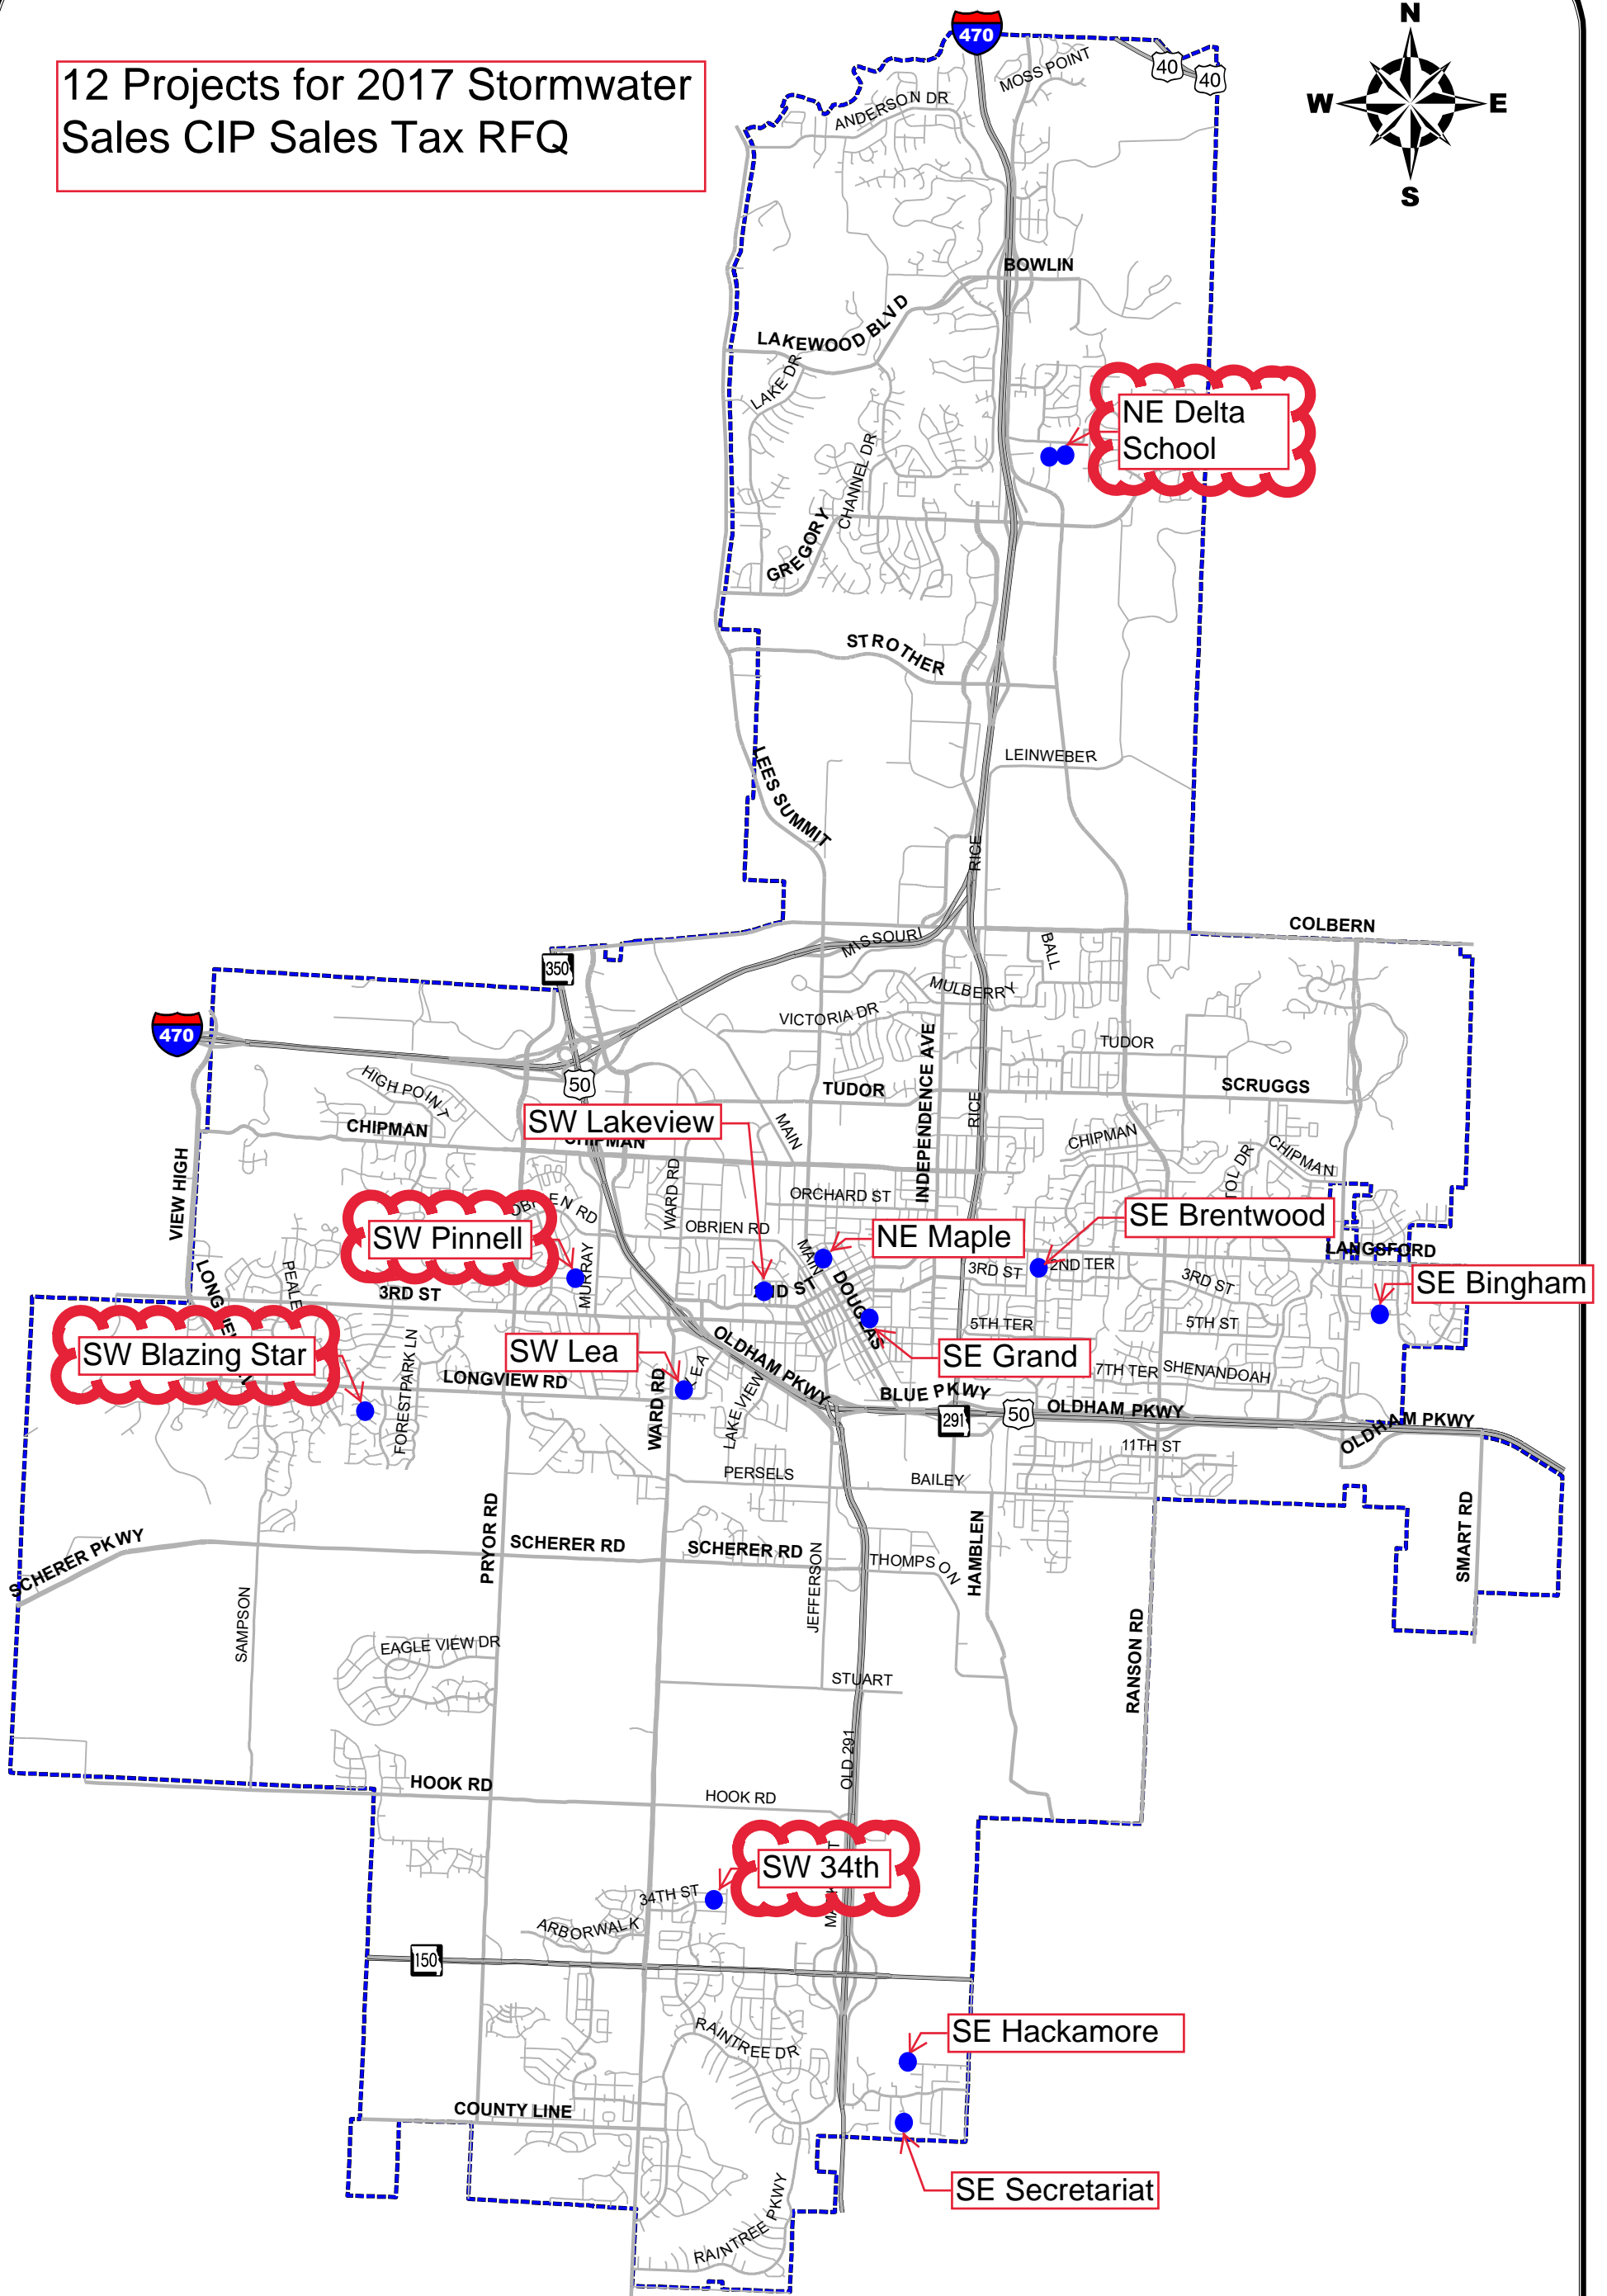 N
470
40
40
MOSS POINT
12 Projects for 2017 Stormwater
Sales CIP Sales Tax RFQ
ANDERSON DR
W
E
S
BOWLIN
LAKEWOOD BLVD
LAKE DR
NE Delta
School
CHANNEL DR
GREGORY
STROTHER
LEINWEBER
LEES SUMMIT
RICE
COLBERN
MISSOURI
BALL
350
MULBERRY
VICTORIA DR
470
TUDOR
50
HIGH POINT
TUDOR
INDEPENDENCE AVE
SCRUGGS
RICE
SW Lakeview
CHIPMAN
CHIPMAN
MAIN
CHIPMAN
CHIPMAN
VIEW HIGH
WARD RD
ORCHARD ST
OBRIEN RD
SW Pinnell
NE Maple
SE Brentwood
MAIN
LANGSFORD
PEALE
MURRAY
2ND ST
3RD ST
2ND TER
3RD ST
SE Bingham
3RD ST
DOUGLAS
5TH TER
5TH ST
SW Blazing Star
SW Lea
SE Grand
FORESTPARK LN
LONGVIEW RD
LEA
OLDHAM PKWY
7TH TER
SHENANDOAH
WARD RD
LAKEVIEW
BLUE PKWY
291
50
OLDHAM PKWY
OLDHAM PKWY
11TH ST
PERSELS
BAILEY
PRYOR RD
SCHERER PKWY
SCHERER RD
SCHERER RD
JEFFERSON
THOMPSON
HAMBLEN
SMART RD
SAMPSON
EAGLE VIEW DR
RANSON RD
STUART
OLD 291
HOOK RD
HOOK RD
SW 34th
34TH ST
ARBORWALK
150
SE Hackamore
RAINTREE DR
COUNTY LINE
SE Secretariat
RAINTREE PKWY